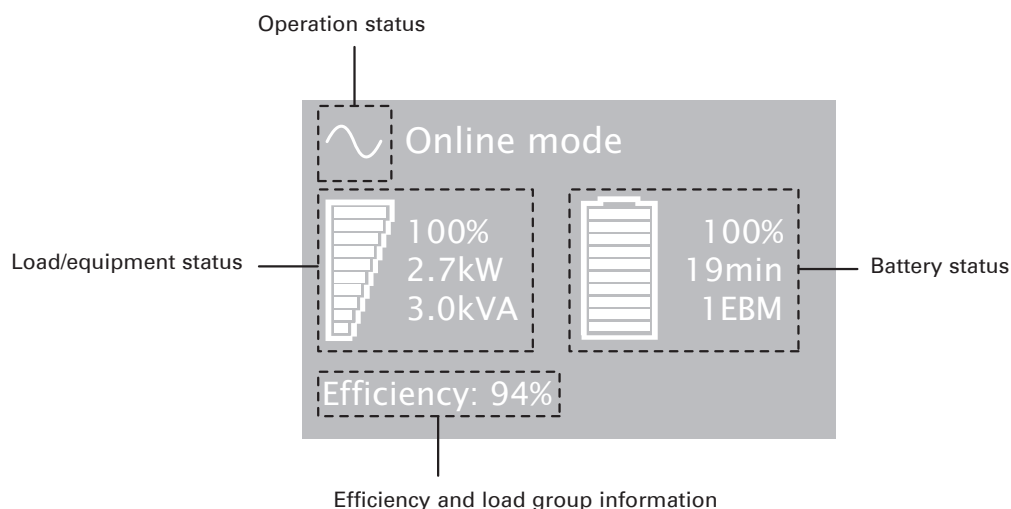 Operation status
Online mode
Load/equipment status
100%
2.7kW
3.0kVA
100%
19min
1EBM
Battery status
Efficiency: 94%
Efficiency and load group information